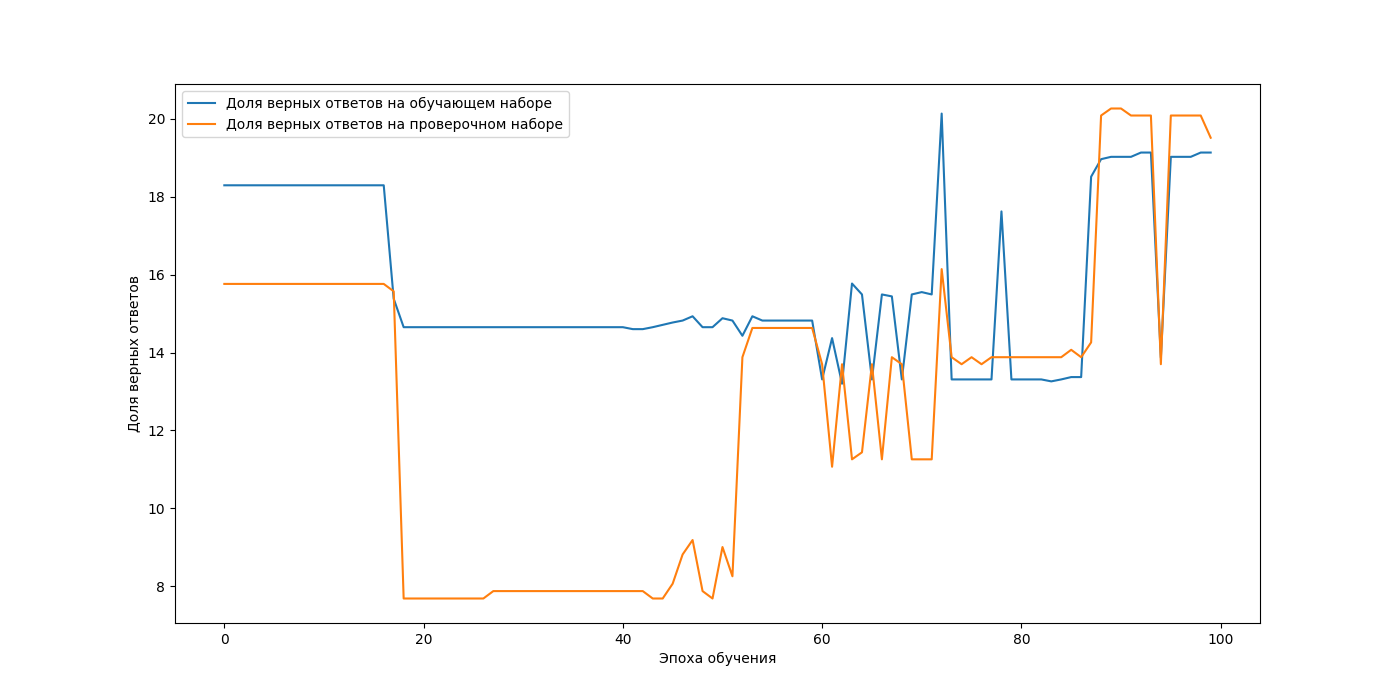 Доля верных ответов на обучающем наборе
Доля верных ответов на проверочном наборе
Доля верных ответов
20
18
16
14
12
10
8
0 20 40 60 80 100
Эпоха обучения